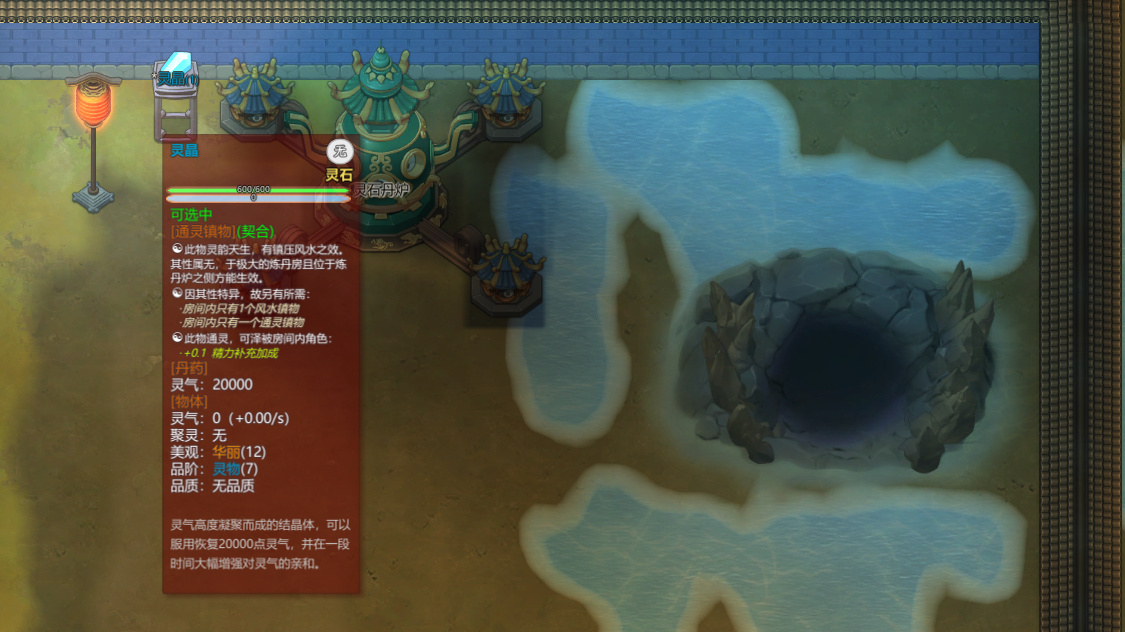 灵晶(1)
灵晶
无
灵石
灵石丹炉
600/600
0
可选中
[通灵镇物](契合)
此物灵韵天生，有镇压风水之效。
其性属无，于极大的炼丹房且位于炼
丹炉之侧方能生效。
因其性特异，故另有所需：
·房间内只有1个风水镇物
·房间内只有一个通灵镇物
此物通灵，可泽被房间内角色：
·+0.1 精力补充加成
[丹药]
灵气：20000
[物体]
灵气：0（+0.00/s）
聚灵：无
美观：华丽(12)
品阶：灵物(7)
品质：无品质
灵气高度凝聚而成的结晶体，可以
服用恢复20000点灵气，并在一段
时间大幅增强对灵气的亲和。